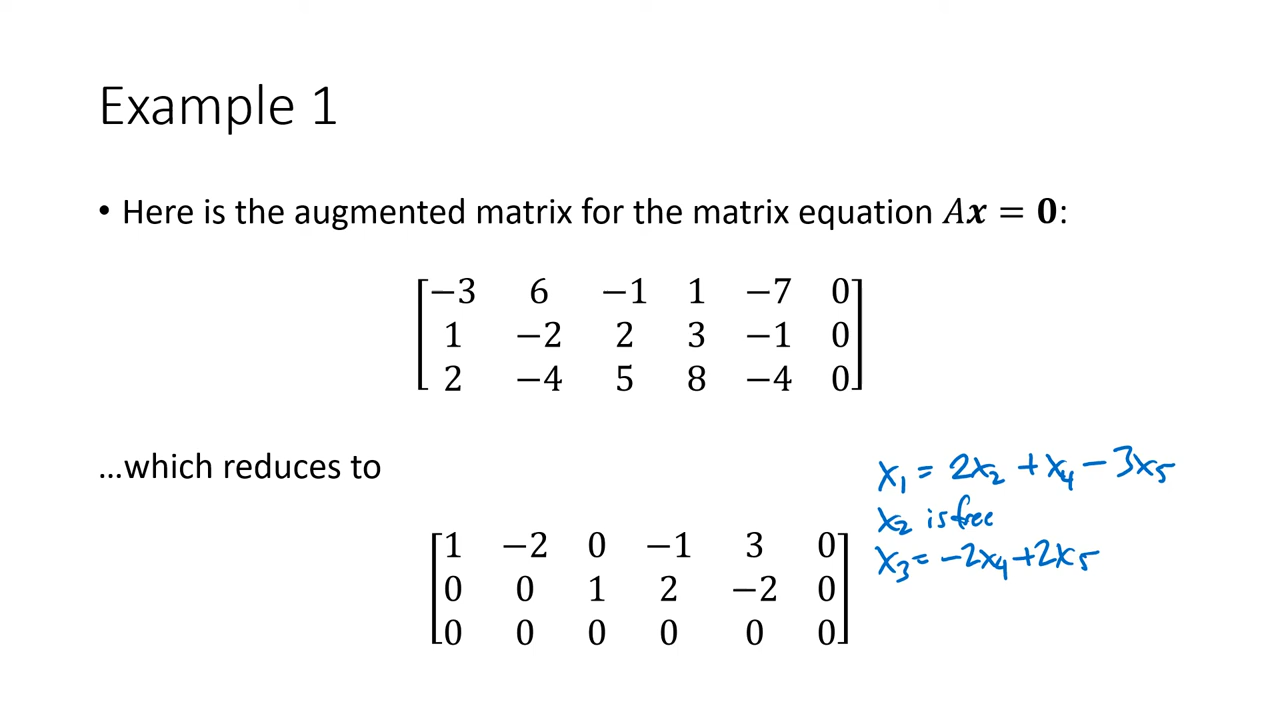 Example 1
• Here is the augmented matrix for the matrix equation 𝐴𝒙 = 𝟎:
−3 6 −1 1 −7 0
1 −2 2 3 −1 0
2 −4 5 8 −4 0
...which reduces to
x₁ = 2x₂ + x₄ − 3x₅
x₂ is free
x₃ = −2x₄ + 2x₅
1 −2 0 −1 3 0
0 0 1 2 −2 0
0 0 0 0 0 0